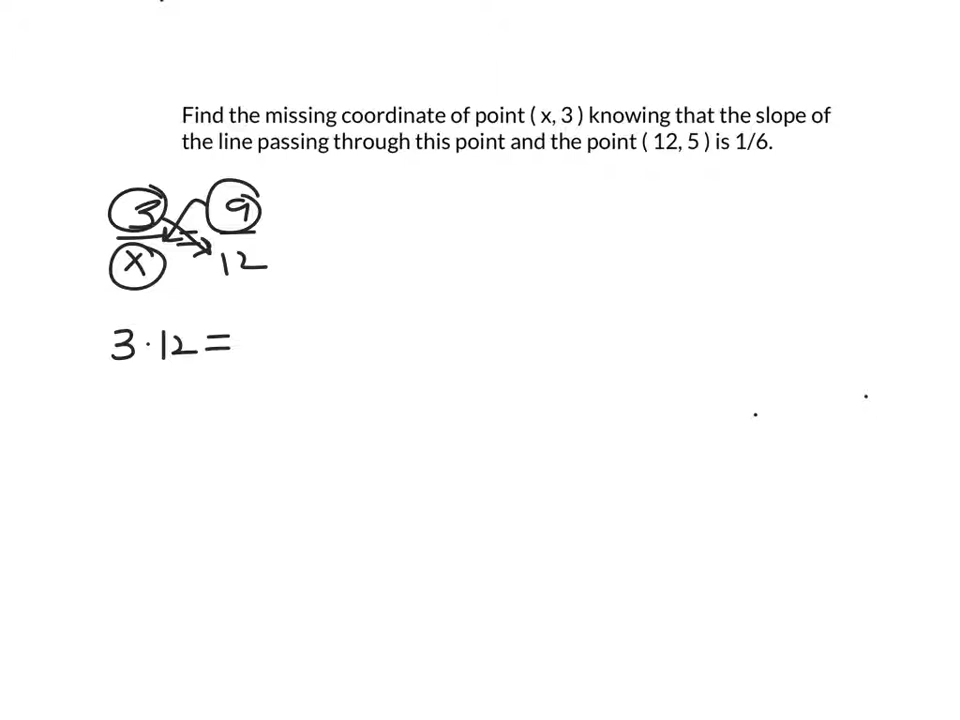 Find the missing coordinate of point ( x, 3 ) knowing that the slope of
the line passing through this point and the point ( 12, 5 ) is 1/6.
3 9
x = 12
3 · 12 =